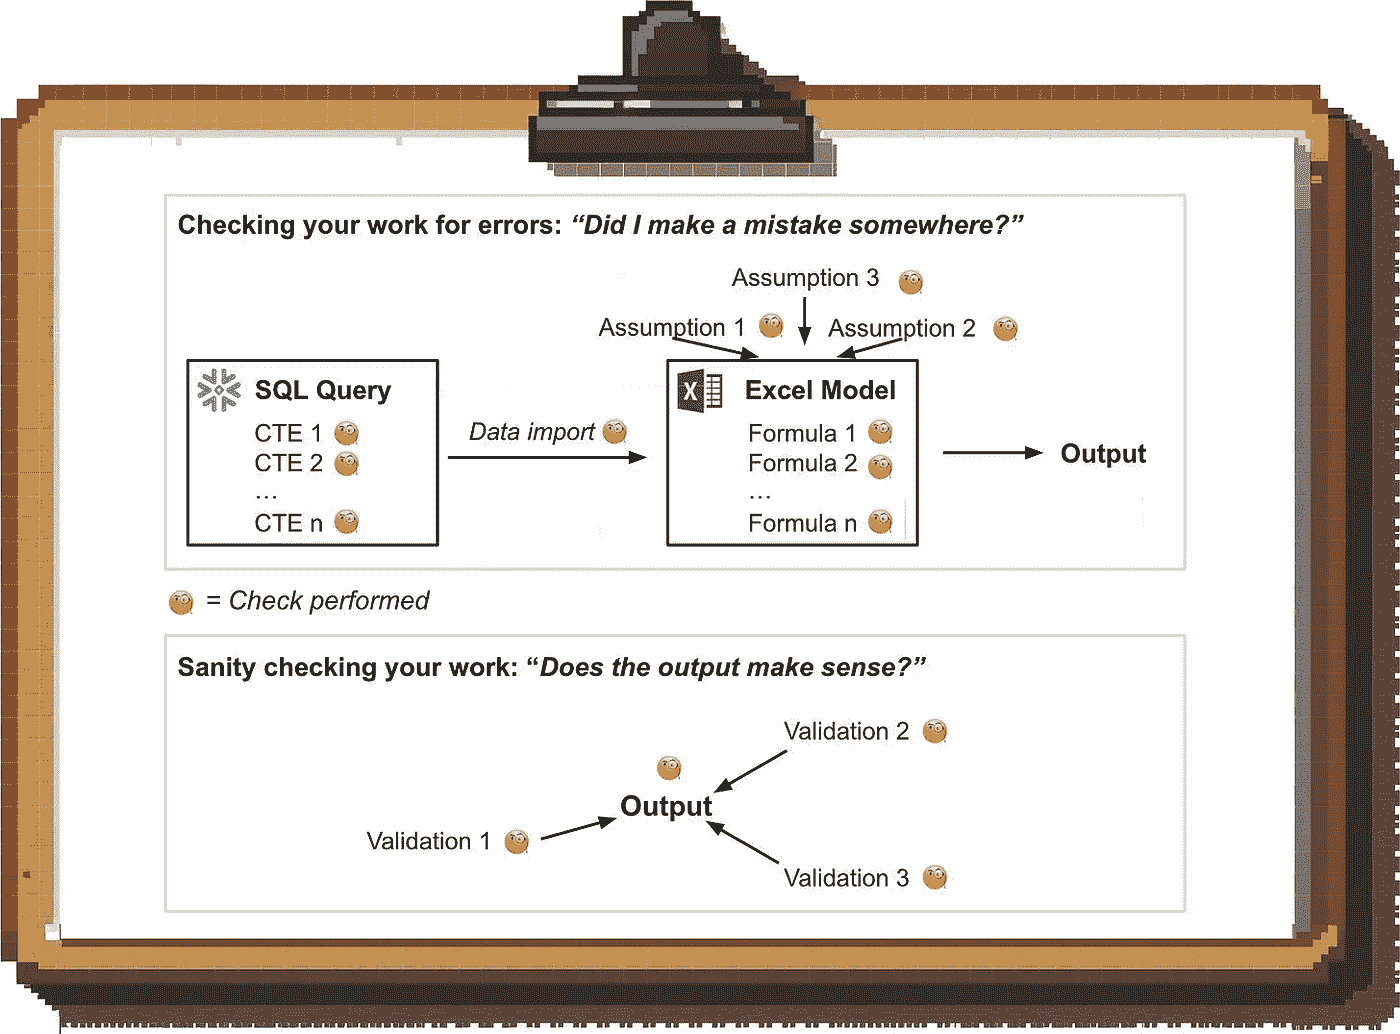 Checking your work for errors: “Did I make a mistake somewhere?”
Assumption 3
Assumption 1
Assumption 2
SQL Query
CTE 1
CTE 2
...
CTE n
Data import
X
Excel Model
Formula 1
Formula 2
...
Formula n
Output
= Check performed
Sanity checking your work: “Does the output make sense?”
Validation 2
Output
Validation 1
Validation 3